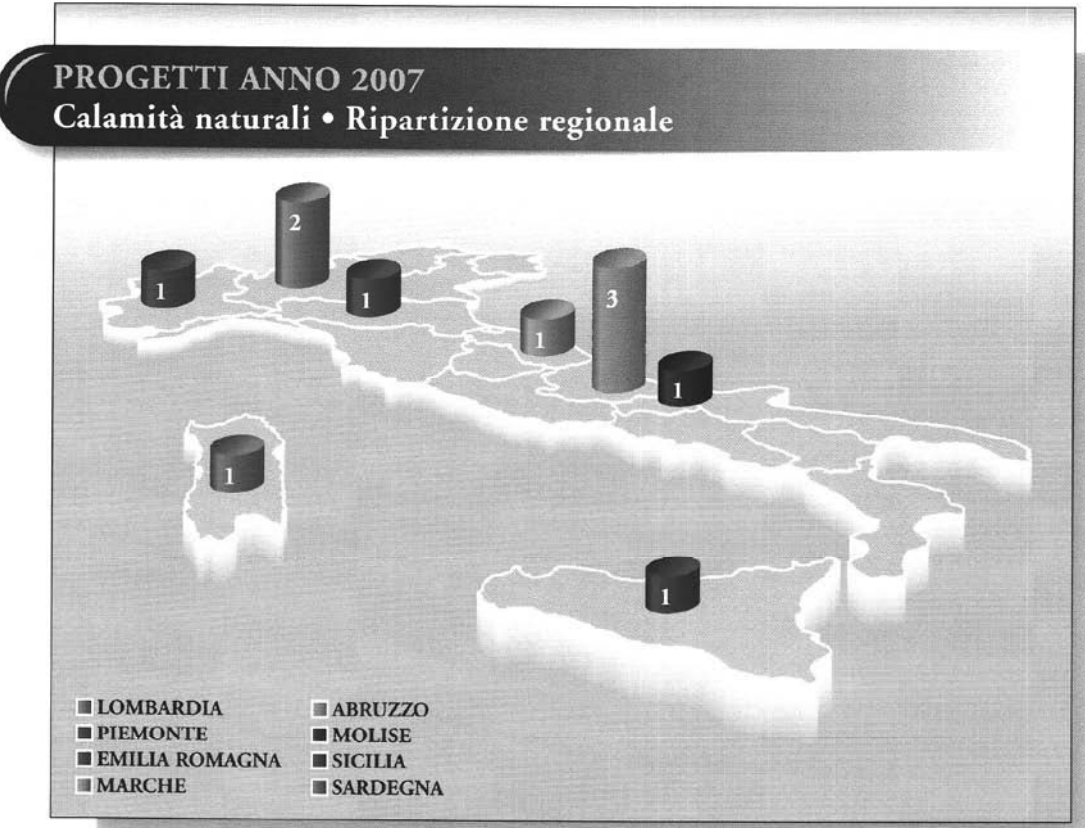 PROGETTI ANNO 2007
Calamità naturali • Ripartizione regionale
2
1
1
3
1
1
1
1
LOMBARDIA
PIEMONTE
EMILIA ROMAGNA
MARCHE
ABRUZZO
MOLISE
SICILIA
SARDEGNA